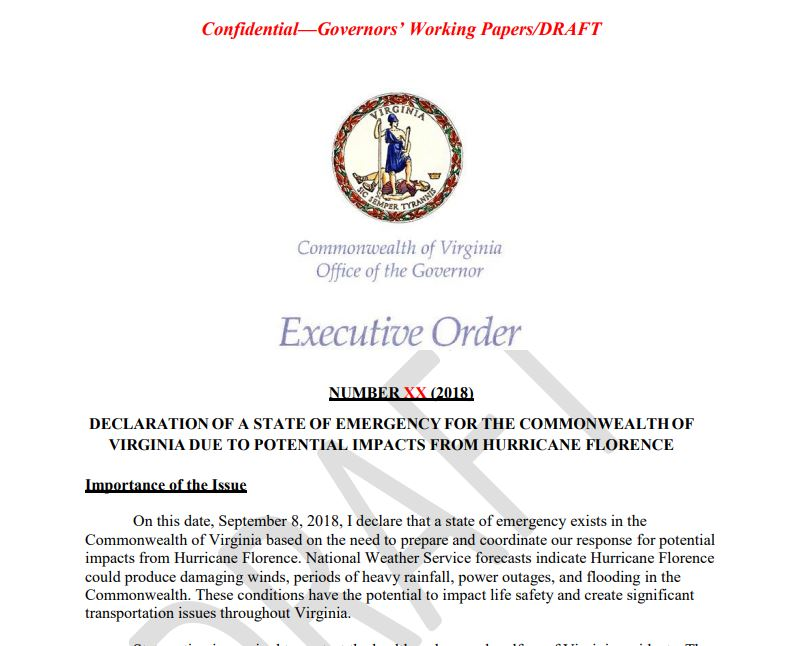 Confidential—Governors’ Working Papers/DRAFT
VIRGINIA
SIC SEMPER TYRANNIS
Commonwealth of Virginia
Office of the Governor
Executive Order
NUMBER XX (2018)
DECLARATION OF A STATE OF EMERGENCY FOR THE COMMONWEALTH OF
VIRGINIA DUE TO POTENTIAL IMPACTS FROM HURRICANE FLORENCE
Importance of the Issue
On this date, September 8, 2018, I declare that a state of emergency exists in the
Commonwealth of Virginia based on the need to prepare and coordinate our response for potential
impacts from Hurricane Florence. National Weather Service forecasts indicate Hurricane Florence
could produce damaging winds, periods of heavy rainfall, power outages, and flooding in the
Commonwealth. These conditions have the potential to impact life safety and create significant
transportation issues throughout Virginia.
DRAFT